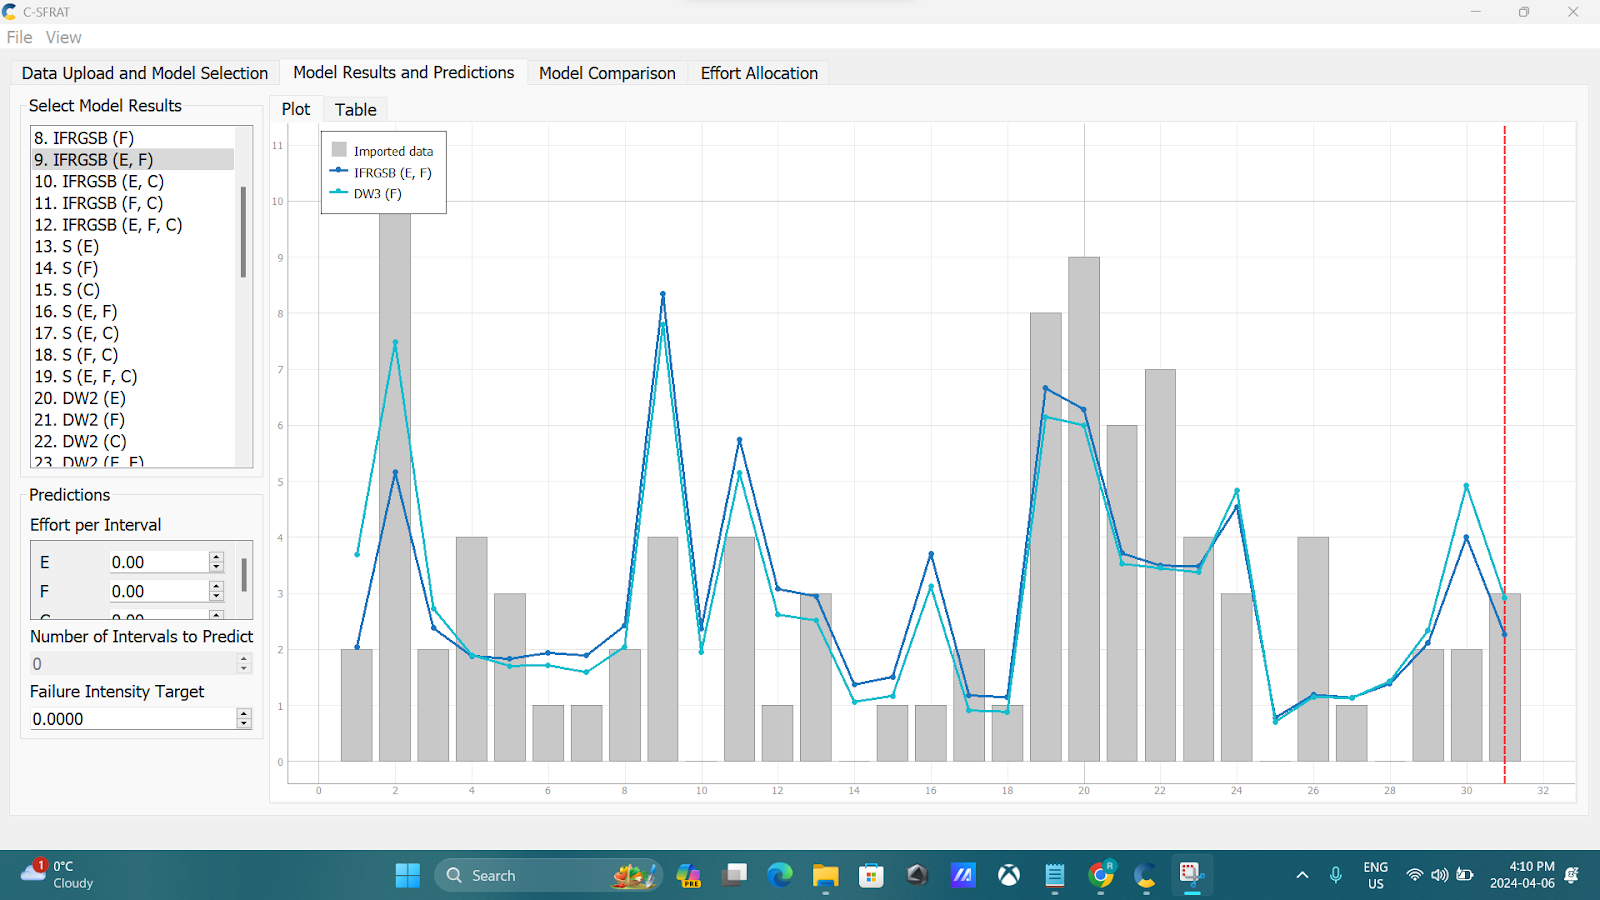 C-SFRAT
File View
Data Upload and Model Selection Model Results and Predictions Model Comparison Effort Allocation
Select Model Results
8. IFRGSB (F)
9. IFRGSB (E, F)
10. IFRGSB (E, C)
11. IFRGSB (F, C)
12. IFRGSB (E, F, C)
13. S (E)
14. S (F)
15. S (C)
16. S (E, F)
17. S (E, C)
18. S (F, C)
19. S (E, F, C)
20. DW2 (E)
21. DW2 (F)
22. DW2 (C)
23. DW2 (E, F)
Predictions
Effort per Interval
E 0.00
F 0.00
C 0.00
Number of Intervals to Predict
0
Failure Intensity Target
0.0000
Plot Table
Imported data
IFRGSB (E, F)
DW3 (F)
11
10
9
8
7
6
5
4
3
2
1
0
0 2 4 6 8 10 12 14 16 18 20 22 24 26 28 30 32
1
0°C
Cloudy
Search
PRE
R
ENG
US
4:10 PM
2024-04-06